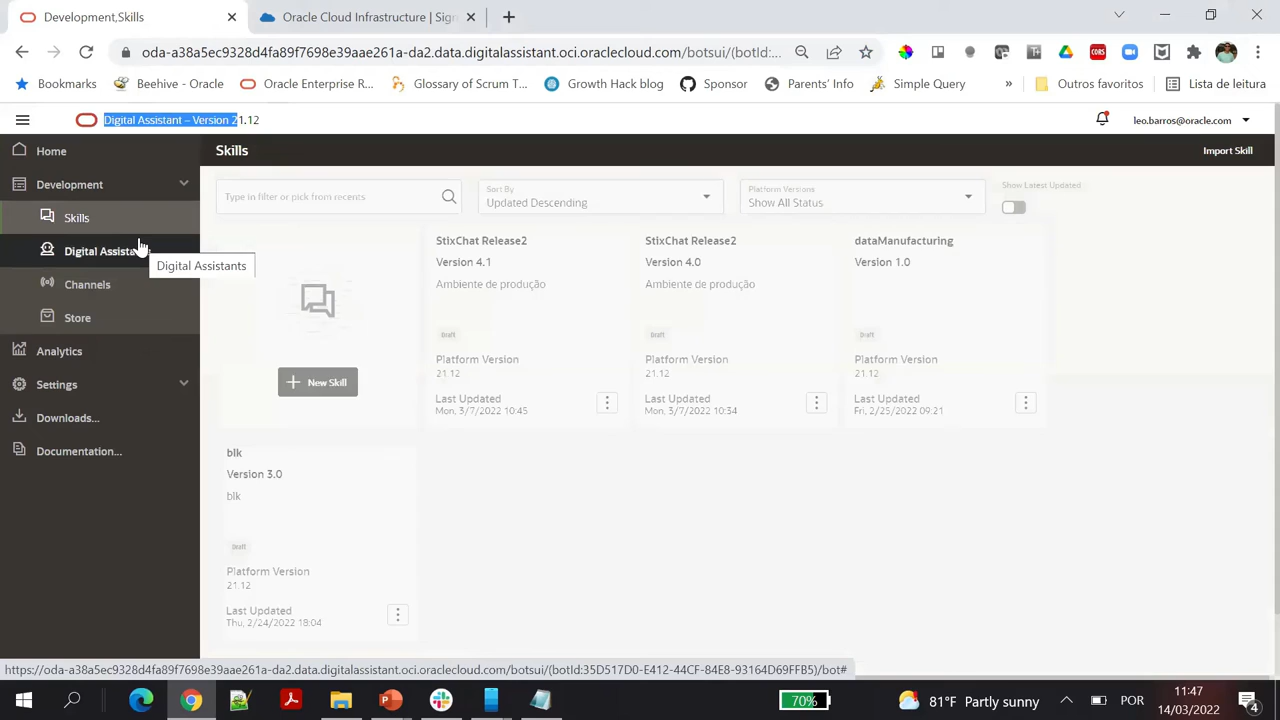 Development,Skills
Oracle Cloud Infrastructure | Sign
oda-a38a5ec9328d4fa89f7698e39aae261a-da2.data.digitalassistant.oci.oraclecloud.com/botsui/(botId:...
Bookmarks
Beehive - Oracle
Oracle Enterprise R...
Glossary of Scrum T...
Growth Hack blog
Sponsor
Parents' Info
Simple Query
»
Outros favoritos
Lista de leitura
Digital Assistant – Version 21.12
leo.barros@oracle.com
Home
Skills
Import Skill
Development
Type in filter or pick from recents
Sort By
Updated Descending
Platform Versions
Show All Status
Show Latest Updated
Skills
Digital Assista
Digital Assistants
Channels
Store
Analytics
Settings
Downloads...
Documentation...
New Skill
StixChat Release2
Version 4.1
Ambiente de produção
Draft
Platform Version
21.12
Last Updated
Mon, 3/7/2022 10:45
StixChat Release2
Version 4.0
Ambiente de produção
Draft
Platform Version
21.12
Last Updated
Mon, 3/7/2022 10:34
dataManufacturing
Version 1.0
Draft
Platform Version
21.12
Last Updated
Fri, 2/25/2022 09:21
blk
Version 3.0
blk
Draft
Platform Version
21.12
Last Updated
Thu, 2/24/2022 18:04
https://oda-a38a5ec9328d4fa89f7698e39aae261a-da2.data.digitalassistant.oci.oraclecloud.com/botsui/(botId:35D517D0-E412-44CF-84E8-93164D69FFB5)/bot#
70%
81°F Partly sunny
POR
11:47
14/03/2022
4